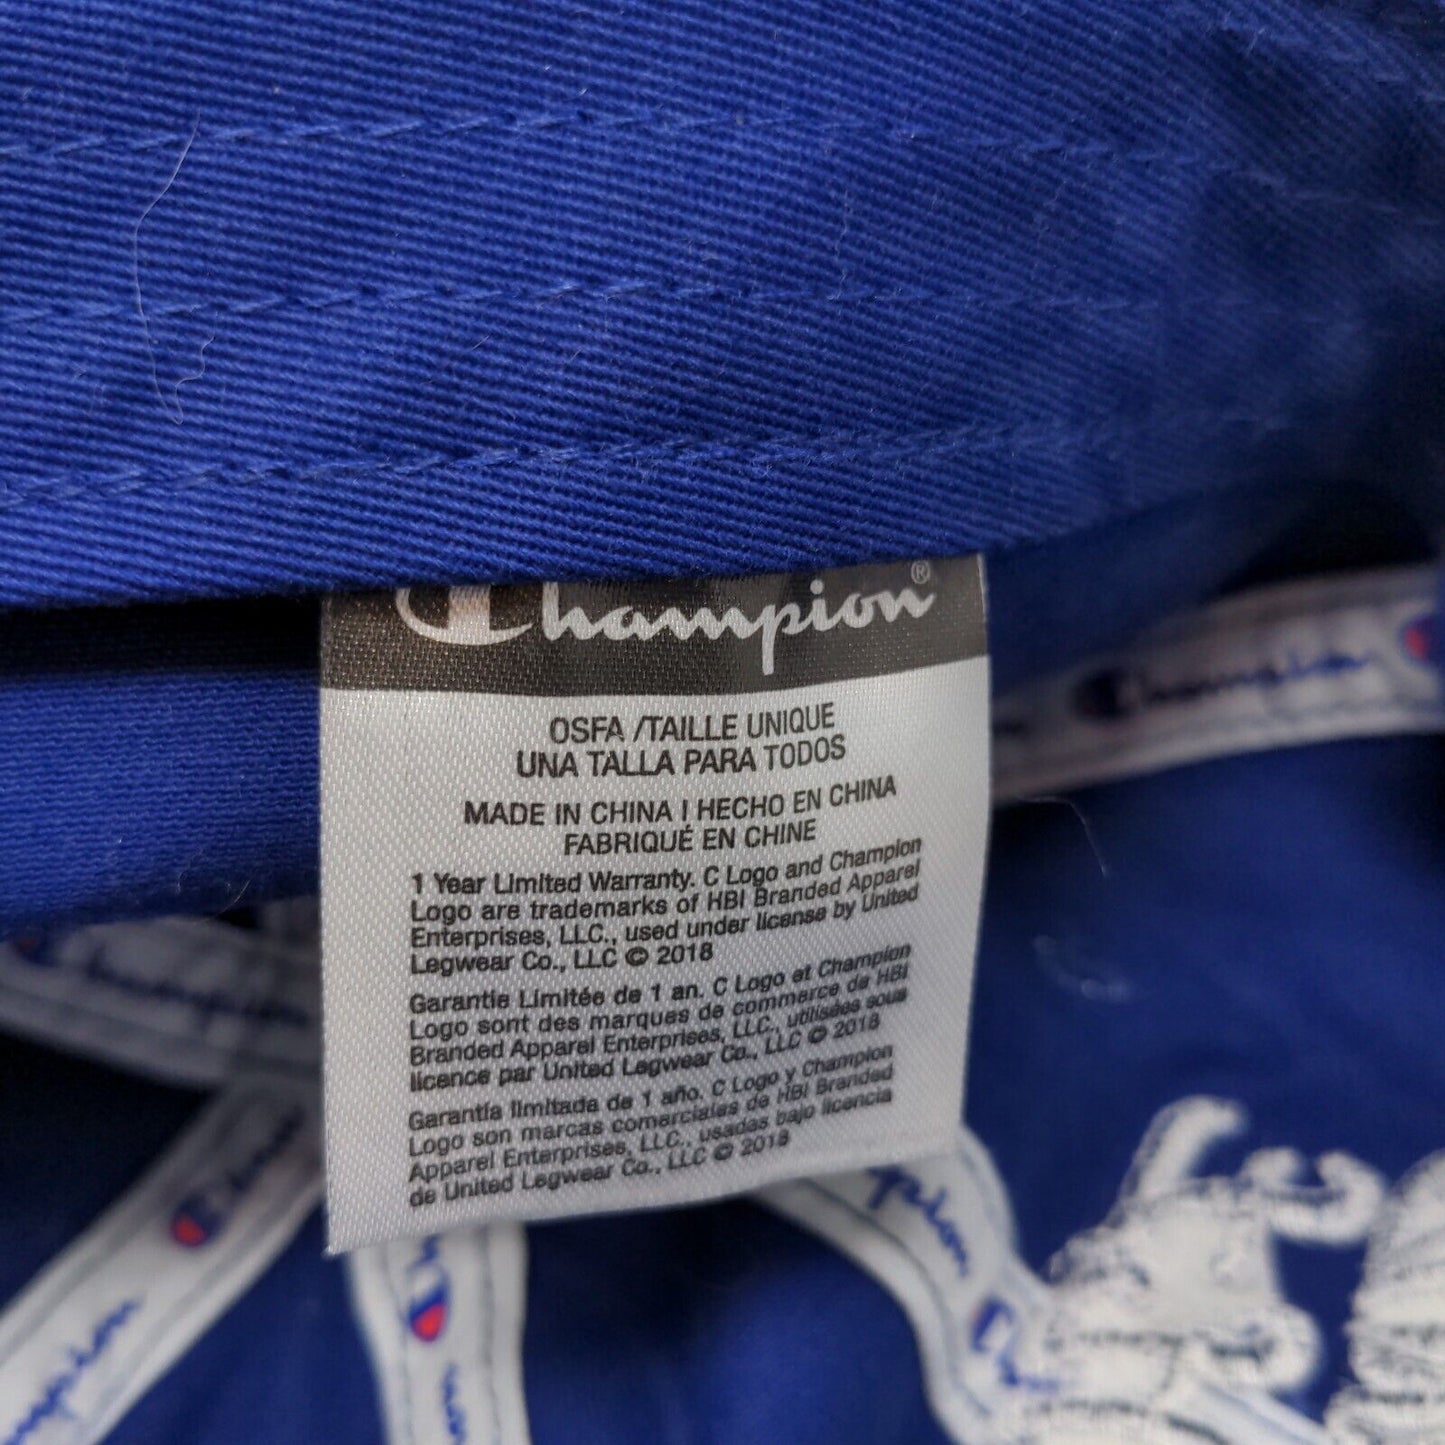 Champion®
OSFA /TAILLE UNIQUE
UNA TALLA PARA TODOS
MADE IN CHINA I HECHO EN CHINA
FABRIQUÉ EN CHINE
1 Year Limited Warranty. C Logo and Champion
Logo are trademarks of HBI Branded Apparel
Enterprises, LLC., used under license by United
Legwear Co., LLC © 2018
Garantie Limitée de 1 an. C Logo et Champion
Logo sont des marques de commerce de HBI
Branded Apparel Enterprises, LLC., utilisées sous
licence par United Legwear Co., LLC © 2018
Garantía limitada de 1 año. C Logo y Champion
Logo son marcas comerciales de HBI Branded
Apparel Enterprises, LLC., usadas bajo licencia
de United Legwear Co., LLC © 2018
Champion
Champion
Champion